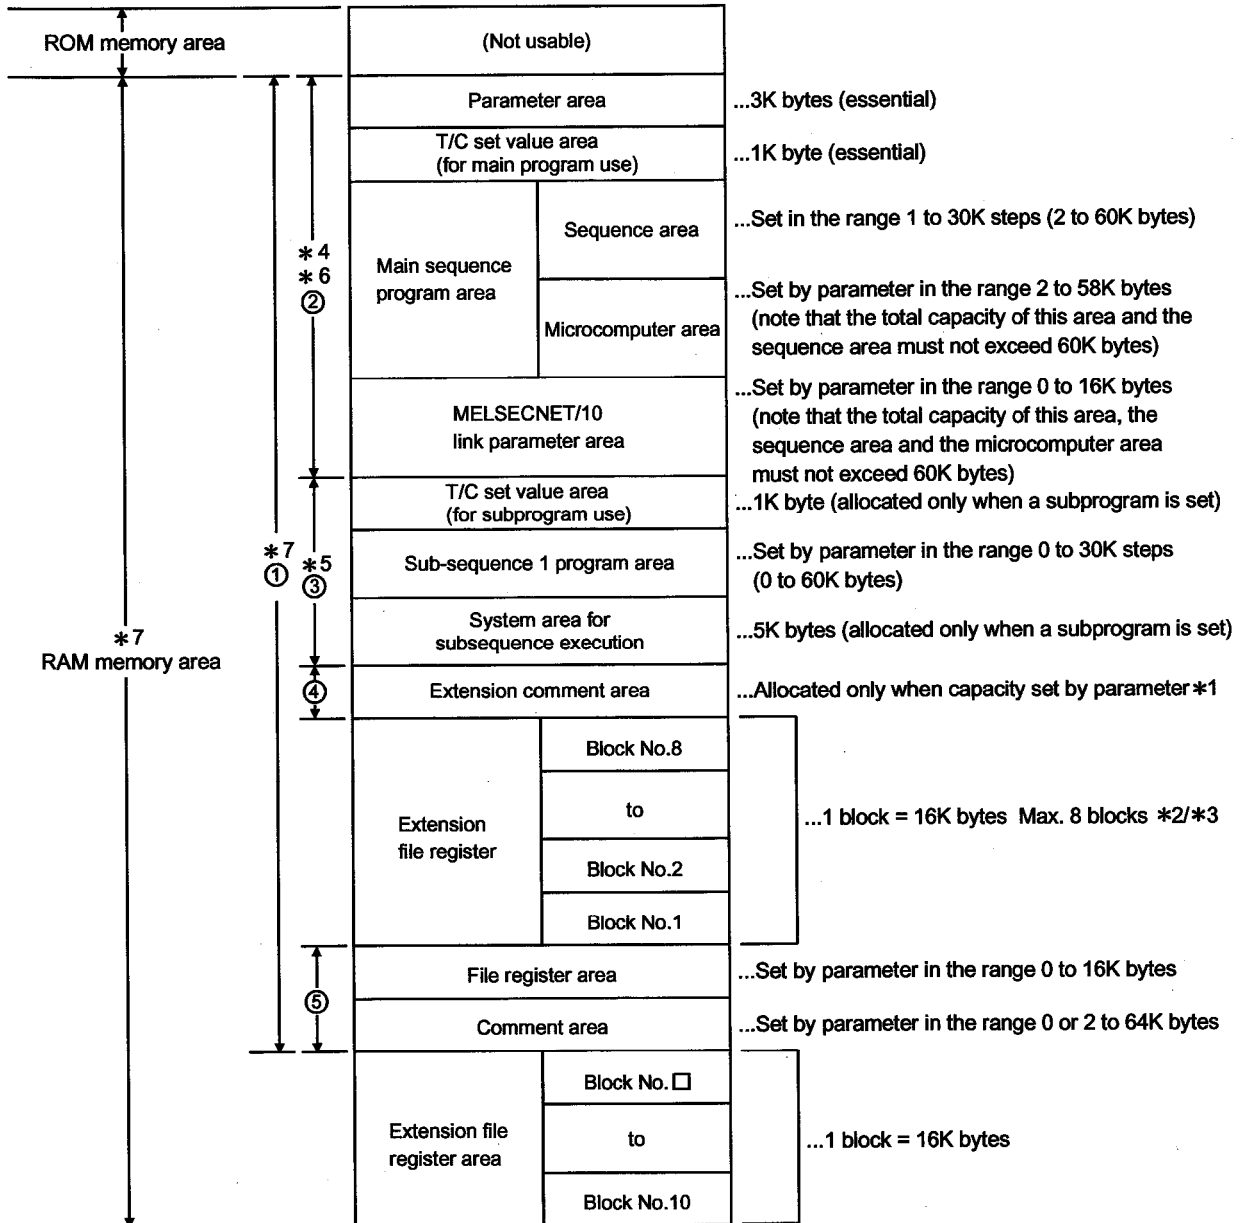 ROM memory area
(Not usable)
Parameter area
...3K bytes (essential)
T/C set value area
(for main program use)
...1K byte (essential)
Main sequence
program area
Sequence area
...Set in the range 1 to 30K steps (2 to 60K bytes)
Microcomputer area
...Set by parameter in the range 2 to 58K bytes
(note that the total capacity of this area and the
sequence area must not exceed 60K bytes)
*4
*6
②
MELSECNET/10
link parameter area
...Set by parameter in the range 0 to 16K bytes
(note that the total capacity of this area, the
sequence area and the microcomputer area
must not exceed 60K bytes)
T/C set value area
(for subprogram use)
...1K byte (allocated only when a subprogram is set)
*7
①
*5
③
Sub-sequence 1 program area
...Set by parameter in the range 0 to 30K steps
(0 to 60K bytes)
System area for
subsequence execution
...5K bytes (allocated only when a subprogram is set)
*7
RAM memory area
④
Extension comment area
...Allocated only when capacity set by parameter*1
Extension
file register
Block No.8
to
Block No.2
Block No.1
...1 block = 16K bytes Max. 8 blocks *2/*3
⑤
File register area
...Set by parameter in the range 0 to 16K bytes
Comment area
...Set by parameter in the range 0 or 2 to 64K bytes
Extension file
register area
Block No.□
to
Block No.10
...1 block = 16K bytes